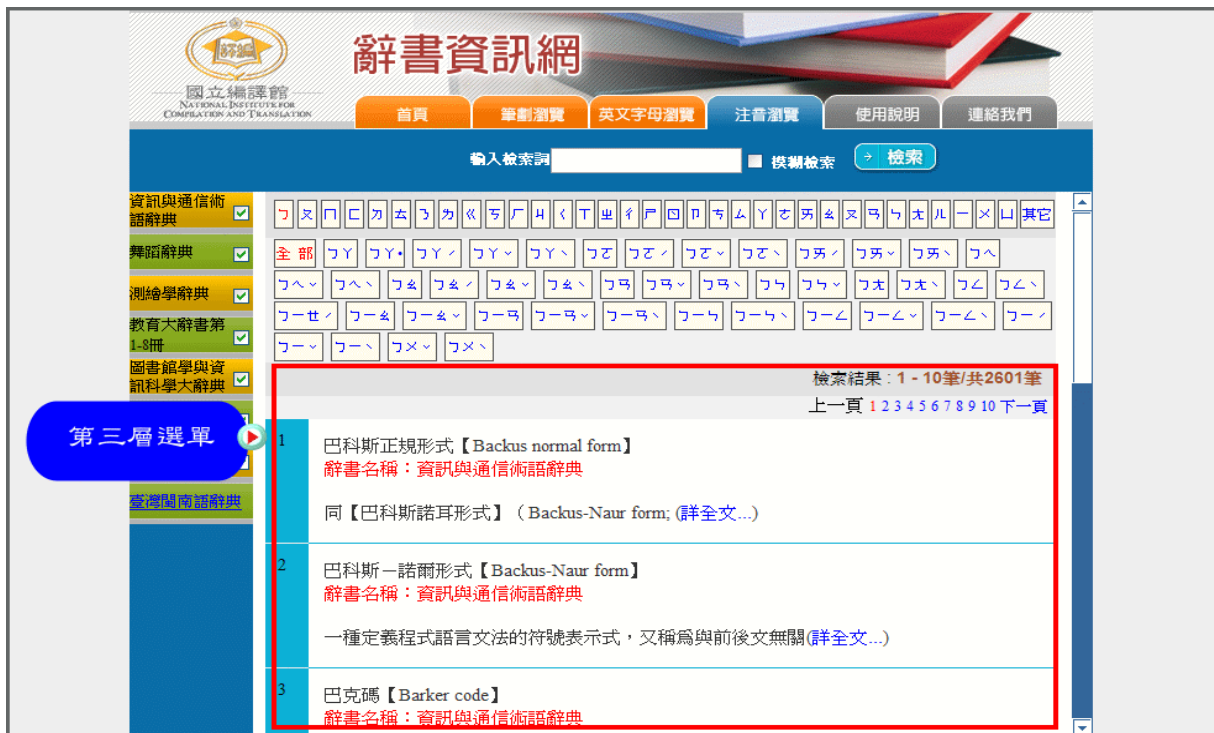 國立編譯館
NATIONAL INSTITUTE FOR
COMPILATION AND TRANSLATION
辭書資訊網
首頁 筆劃瀏覽 英文字母瀏覽 注音瀏覽 使用說明 連絡我們
輸入檢索詞 模糊檢索 檢索
資訊與通信術
語辭典
舞蹈辭典
測繪學辭典
教育大辭書第
1-8冊
圖書館學與資
訊科學大辭典
第三層選單
臺灣閩南語辭典
ㄅ ㄆ ㄇ ㄈ ㄉ ㄊ ㄋ ㄌ ㄍ ㄎ ㄏ ㄐ ㄑ ㄒ ㄓ ㄔ ㄕ ㄖ ㄗ ㄘ ㄙ ㄚ ㄛ ㄞ ㄠ ㄡ ㄢ ㄣ ㄤ ㄦ ㄧ ㄨ ㄩ 其它
全部 ㄅㄚ ㄅㄚ˙ ㄅㄚˊ ㄅㄚˇ ㄅㄚˋ ㄅㄛ ㄅㄛˊ ㄅㄛˇ ㄅㄛˋ ㄅㄞˊ ㄅㄞˇ ㄅㄞˋ ㄅㄟ
ㄅㄟˇ ㄅㄟˋ ㄅㄠ ㄅㄠˊ ㄅㄠˇ ㄅㄠˋ ㄅㄢ ㄅㄢˇ ㄅㄢˋ ㄅㄣ ㄅㄣˇ ㄅㄤ ㄅㄤˋ ㄅㄥ ㄅㄥˋ
ㄅㄧㄝˊ ㄅㄧㄠ ㄅㄧㄠˇ ㄅㄧㄢ ㄅㄧㄢˇ ㄅㄧㄢˋ ㄅㄧㄣ ㄅㄧㄣˋ ㄅㄧㄥ ㄅㄧㄥˇ ㄅㄧㄥˋ ㄅㄧˊ
ㄅㄧˇ ㄅㄧˋ ㄅㄨˇ ㄅㄨˋ
檢索結果：1 - 10筆/共2601筆
上一頁 1 2 3 4 5 6 7 8 9 10 下一頁
1
巴科斯正規形式【Backus normal form】
辭書名稱：資訊與通信術語辭典
同【巴科斯諾耳形式】（Backus-Naur form; (詳全文...)
2
巴科斯－諾爾形式【Backus-Naur form】
辭書名稱：資訊與通信術語辭典
一種定義程式語言文法的符號表示式，又稱為與前後文無關(詳全文...)
3
巴克碼【Barker code】
辭書名稱：資訊與通信術語辭典